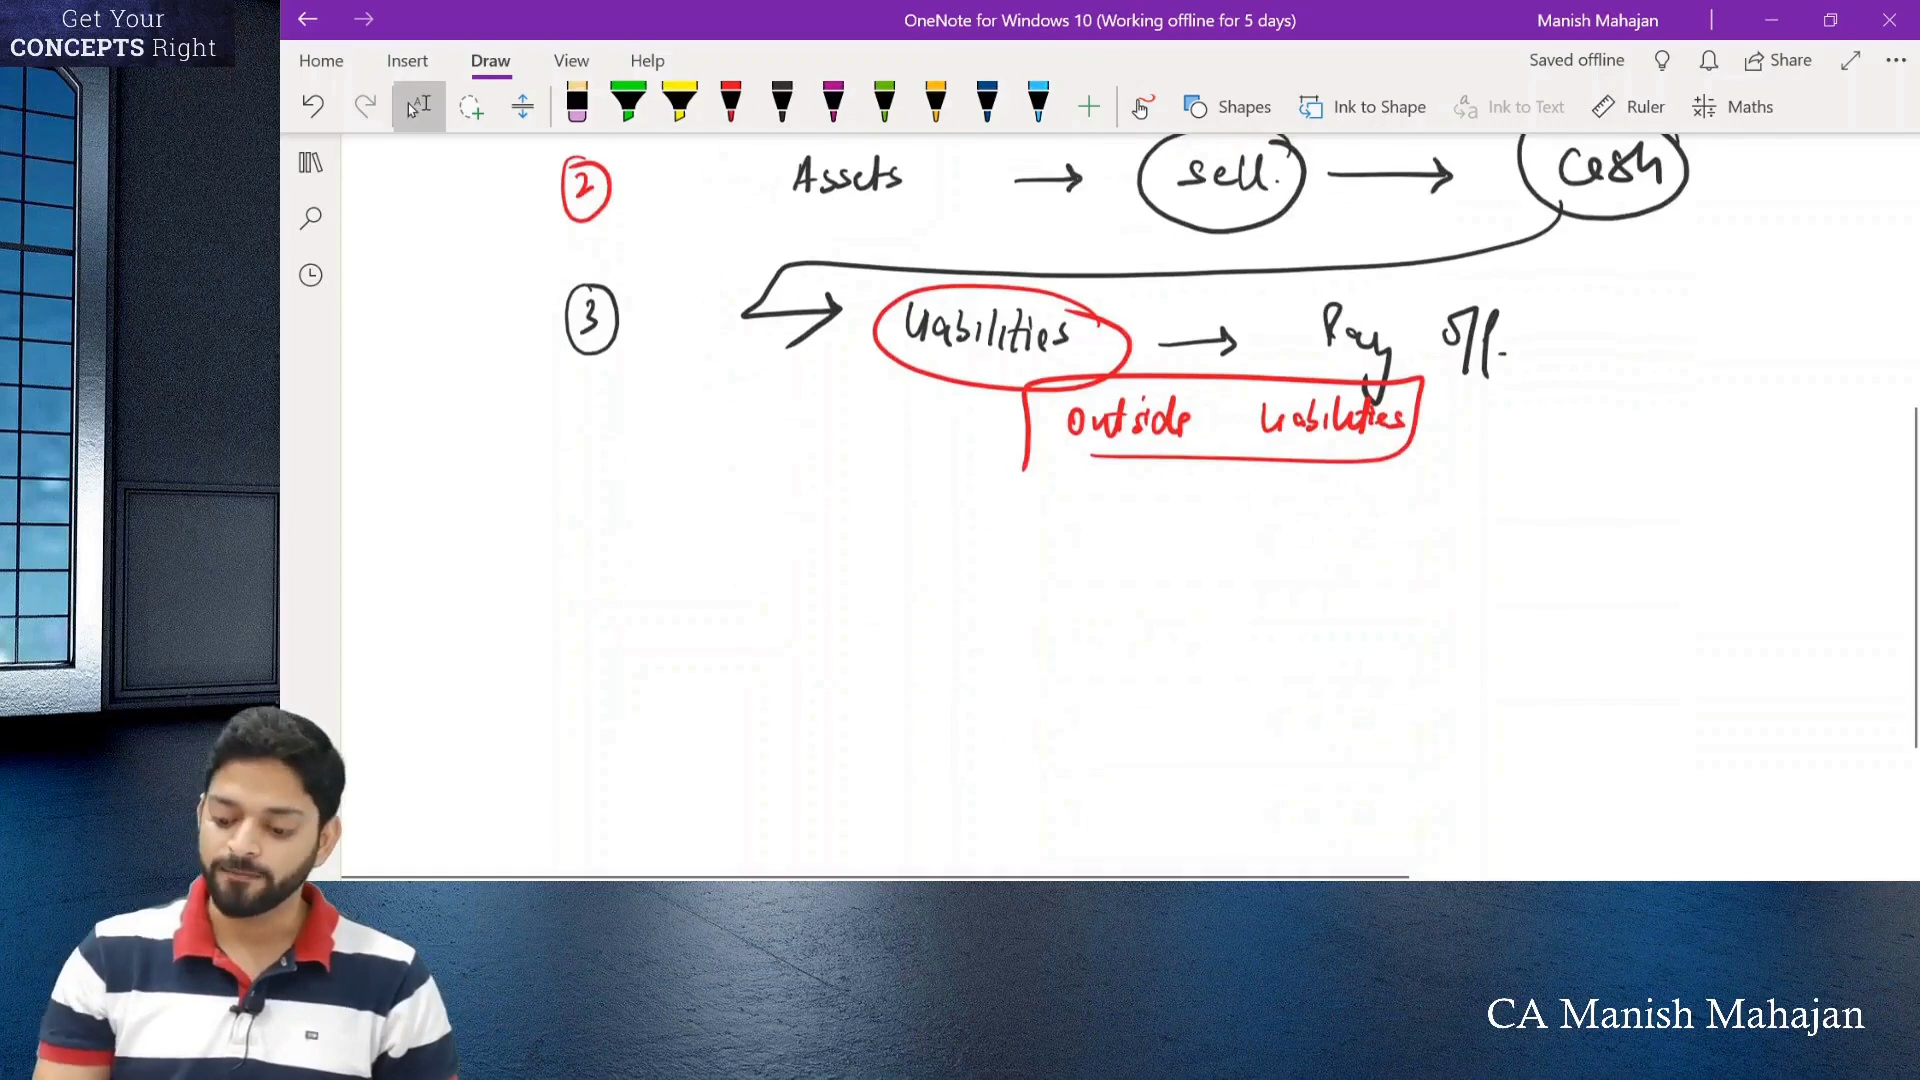 Get Your
CONCEPTS Right
OneNote for Windows 10 (Working offline for 5 days)
Manish Mahajan
Home Insert Draw View Help
Saved offline
Share
Shapes
Ink to Shape
Ink to Text
Ruler
Maths
2 Assets → Sell. → Cash
3 → Liabilities → Pay off.
Outside Liabilities
CA Manish Mahajan